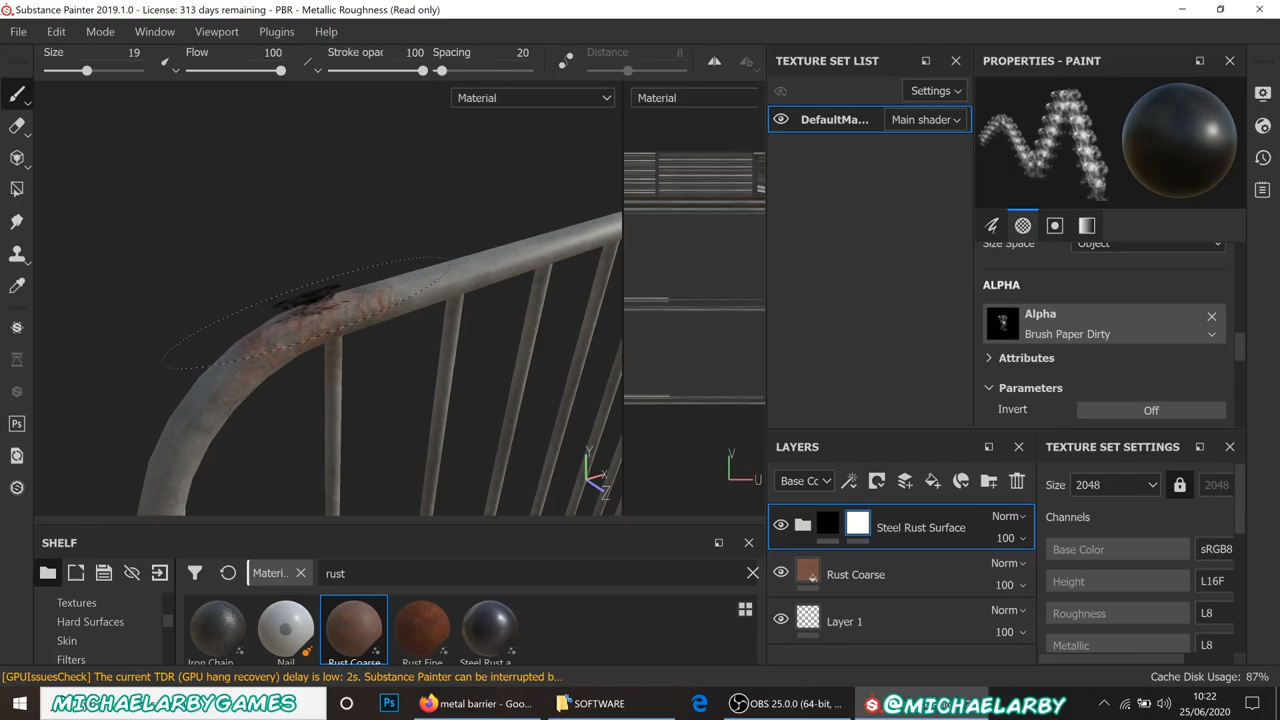 Substance Painter 2019.1.0 - License: 313 days remaining - PBR - Metallic Roughness (Read only)
File Edit Mode Window Viewport Plugins Help
Size 19 Flow 100 Stroke opac 100 Spacing 20 Distance 8
Material Material
TEXTURE SET LIST
Settings
DefaultMa... Main shader
PROPERTIES - PAINT
Size Space Object
ALPHA
Alpha
Brush Paper Dirty
Attributes
Parameters
Invert Off
Y
X
Z
V
U
LAYERS
Base Cc
Steel Rust Surface Norm 100
Rust Coarse Norm 100
Layer 1 Norm 100
TEXTURE SET SETTINGS
Size 2048 2048
Channels
Base Color sRGB8
Height L16F
Roughness L8
Metallic L8
SHELF
Materi... rust
Textures
Hard Surfaces
Skin
Filters
Iron Chain Nail Rust Coarse Rust Fine Steel Rust a
[GPUIssuesCheck] The current TDR (GPU hang recovery) delay is low: 2s. Substance Painter can be interrupted b...
Cache Disk Usage: 87%
MICHAELARBYGAMES
Ps
metal barrier - Goo...
SOFTWARE
OBS 25.0.0 (64-bit, ...
@MICHAELARBY
10:22
25/06/2020